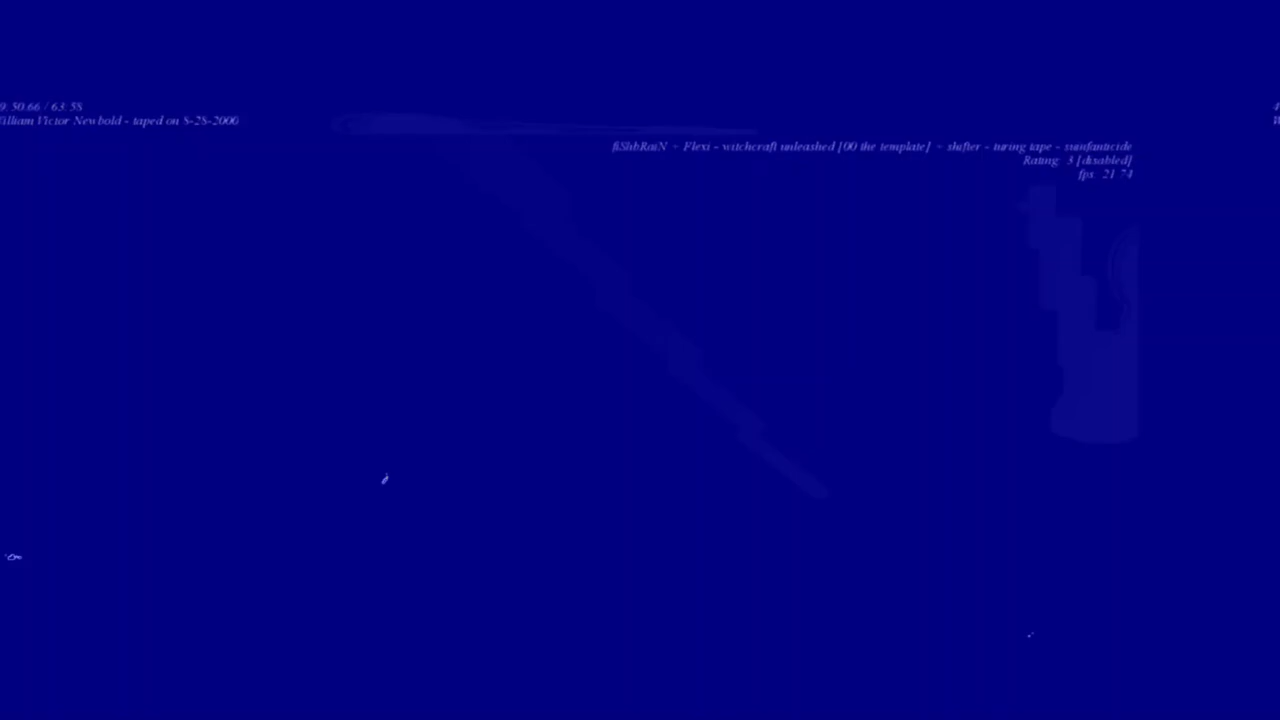 9.50.66 / 63.58
illiam Victor Newbold - taped on 8-28-2000
fiShbRaiN + Flexi - witchcraft unleashed [00 the template] + shifter - turing tape - suinfanticide
Rating: 3 [disabled]
fps: 21.74